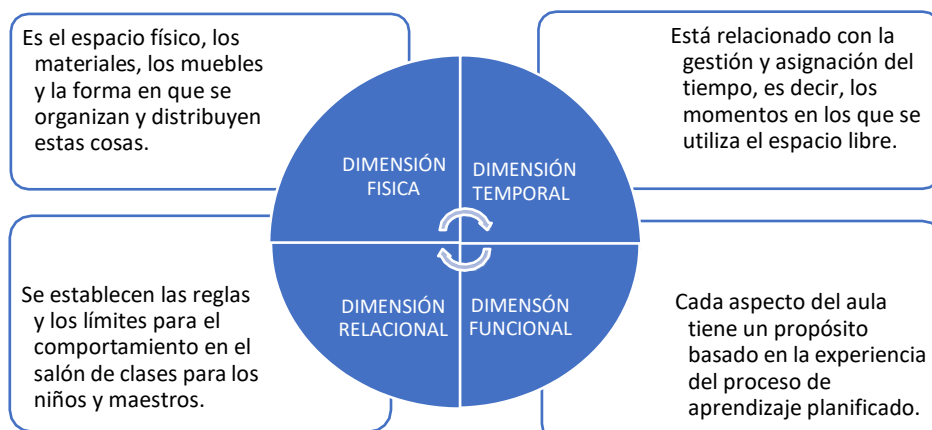 Es el espacio físico, los
materiales, los muebles
y la forma en que se
organizan y distribuyen
estas cosas.
Está relacionado con la
gestión y asignación del
tiempo, es decir, los
momentos en los que se
utiliza el espacio libre.
DIMENSIÓN
FISICA
DIMENSIÓN
TEMPORAL
DIMENSIÓN
RELACIONAL
DIMENSÓN
FUNCIONAL
Se establecen las reglas
y los límites para el
comportamiento en el
salón de clases para los
niños y maestros.
Cada aspecto del aula
tiene un propósito
basado en la experiencia
del proceso de
aprendizaje planificado.